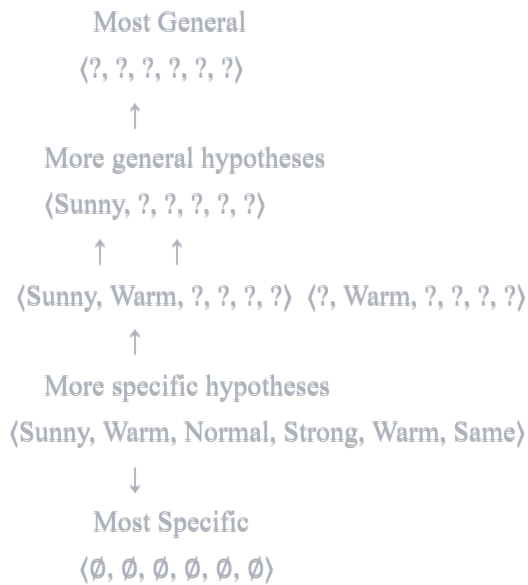 Most General
⟨?, ?, ?, ?, ?, ?⟩
↑
More general hypotheses
⟨Sunny, ?, ?, ?, ?, ?⟩
↑ ↑
⟨Sunny, Warm, ?, ?, ?, ?⟩ ⟨?, Warm, ?, ?, ?, ?⟩
↑
More specific hypotheses
⟨Sunny, Warm, Normal, Strong, Warm, Same⟩
↓
Most Specific
⟨∅, ∅, ∅, ∅, ∅, ∅⟩